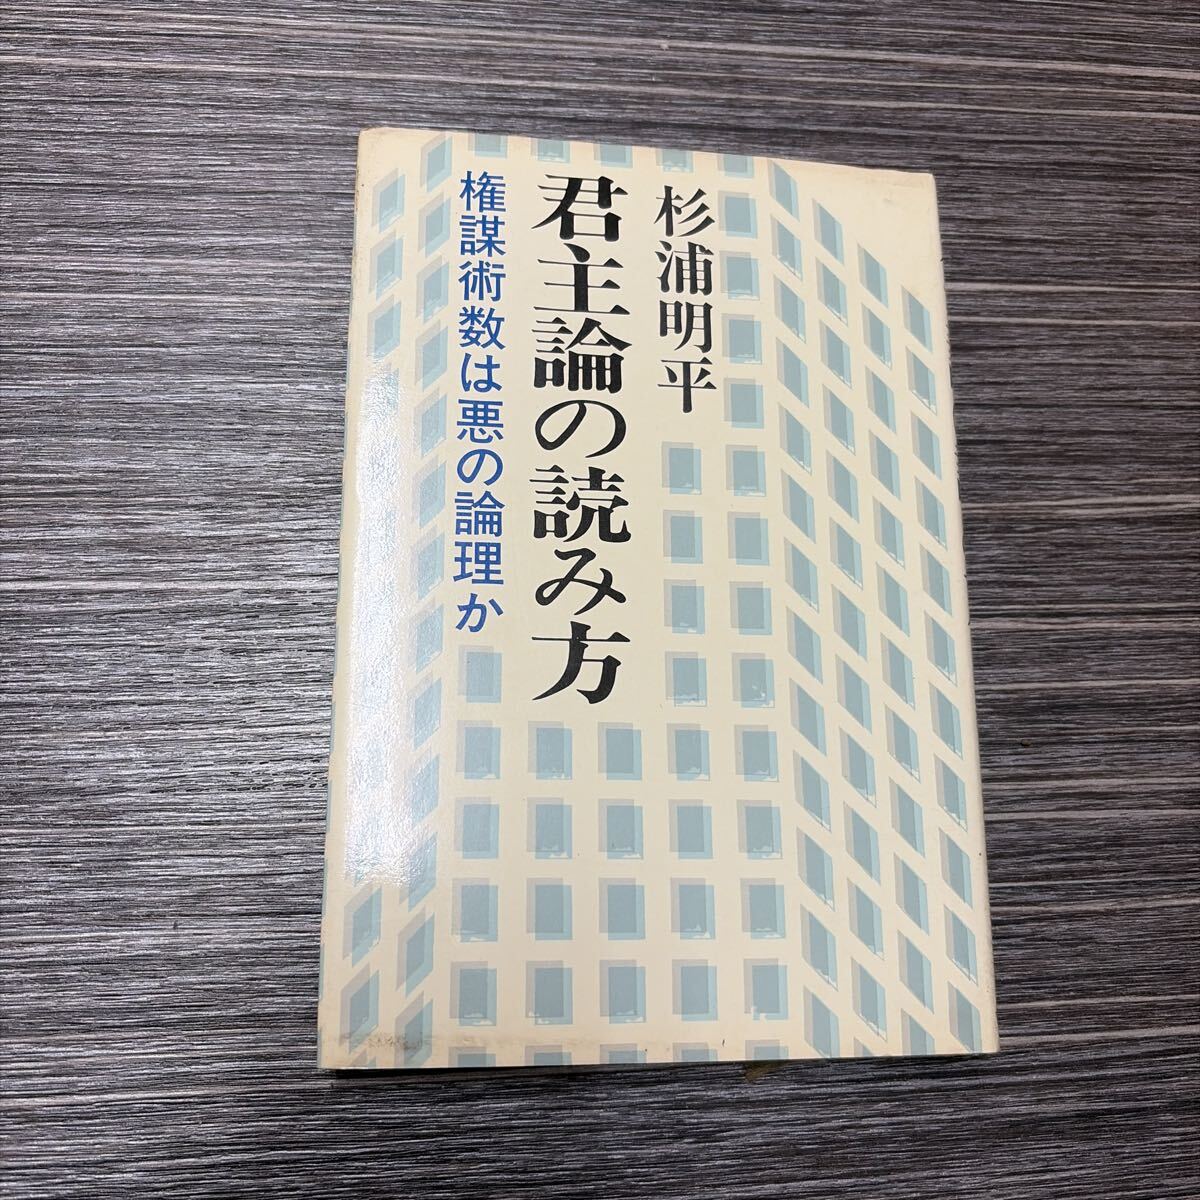 杉浦明平
君主論の読み方
権謀術数は悪の論理か